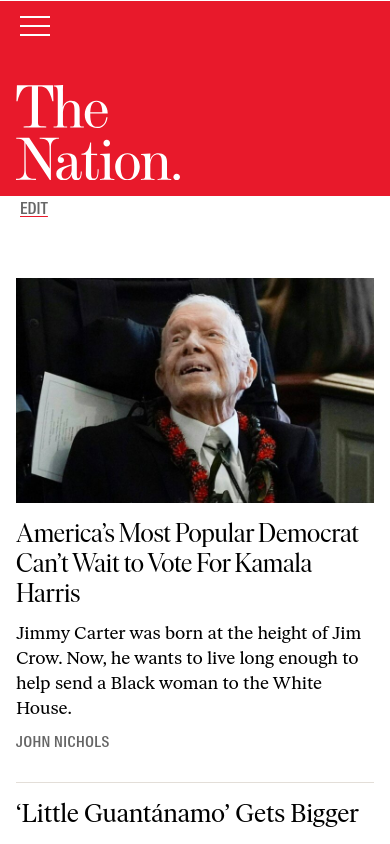 The
Nation.
EDIT
America’s Most Popular Democrat
Can’t Wait to Vote For Kamala
Harris
Jimmy Carter was born at the height of Jim
Crow. Now, he wants to live long enough to
help send a Black woman to the White
House.
JOHN NICHOLS
‘Little Guantánamo’ Gets Bigger